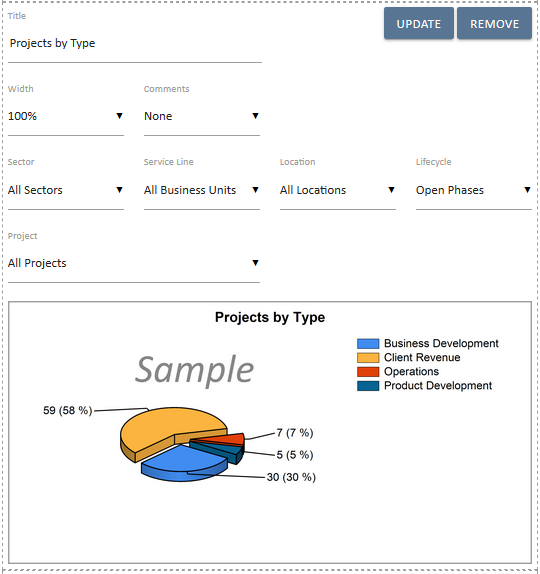 Title
UPDATE
REMOVE
Projects by Type
Width
Comments
100%
None
Sector
Service Line
Location
Lifecycle
All Sectors
All Business Units
All Locations
Open Phases
Project
All Projects
Projects by Type
Sample
Business Development
Client Revenue
Operations
Product Development
59 (58 %)
7 (7 %)
5 (5 %)
30 (30 %)